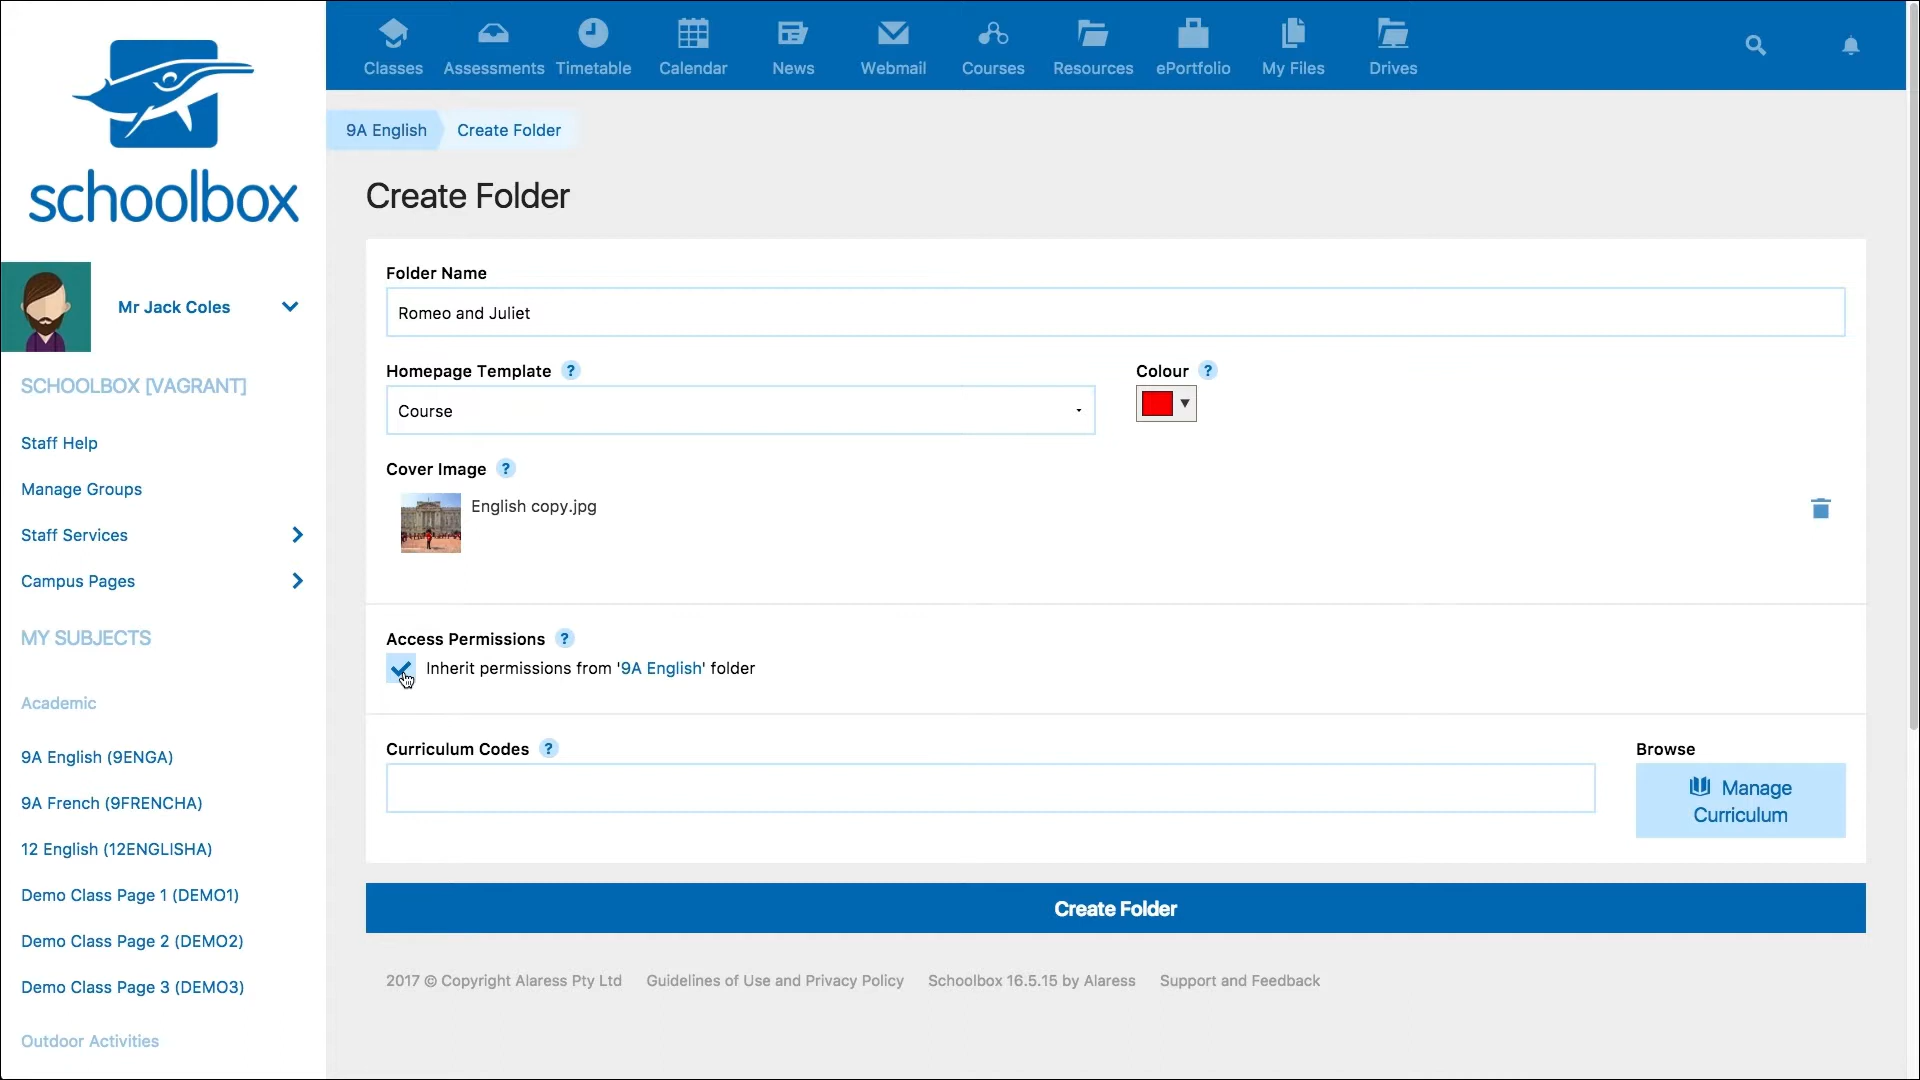 schoolbox
Mr Jack Coles
SCHOOLBOX [VAGRANT]
Staff Help
Manage Groups
Staff Services
Campus Pages
MY SUBJECTS
Academic
9A English (9ENGA)
9A French (9FRENCHA)
12 English (12ENGLISHA)
Demo Class Page 1 (DEMO1)
Demo Class Page 2 (DEMO2)
Demo Class Page 3 (DEMO3)
Outdoor Activities
Classes Assessments Timetable Calendar News Webmail Courses Resources ePortfolio My Files Drives
9A English Create Folder
Create Folder
Folder Name
Romeo and Juliet
Homepage Template ? Colour ?
Course
Cover Image ?
English copy.jpg
Access Permissions ?
Inherit permissions from '9A English' folder
Curriculum Codes ? Browse
Manage
Curriculum
Create Folder
2017 © Copyright Alaress Pty Ltd Guidelines of Use and Privacy Policy Schoolbox 16.5.15 by Alaress Support and Feedback